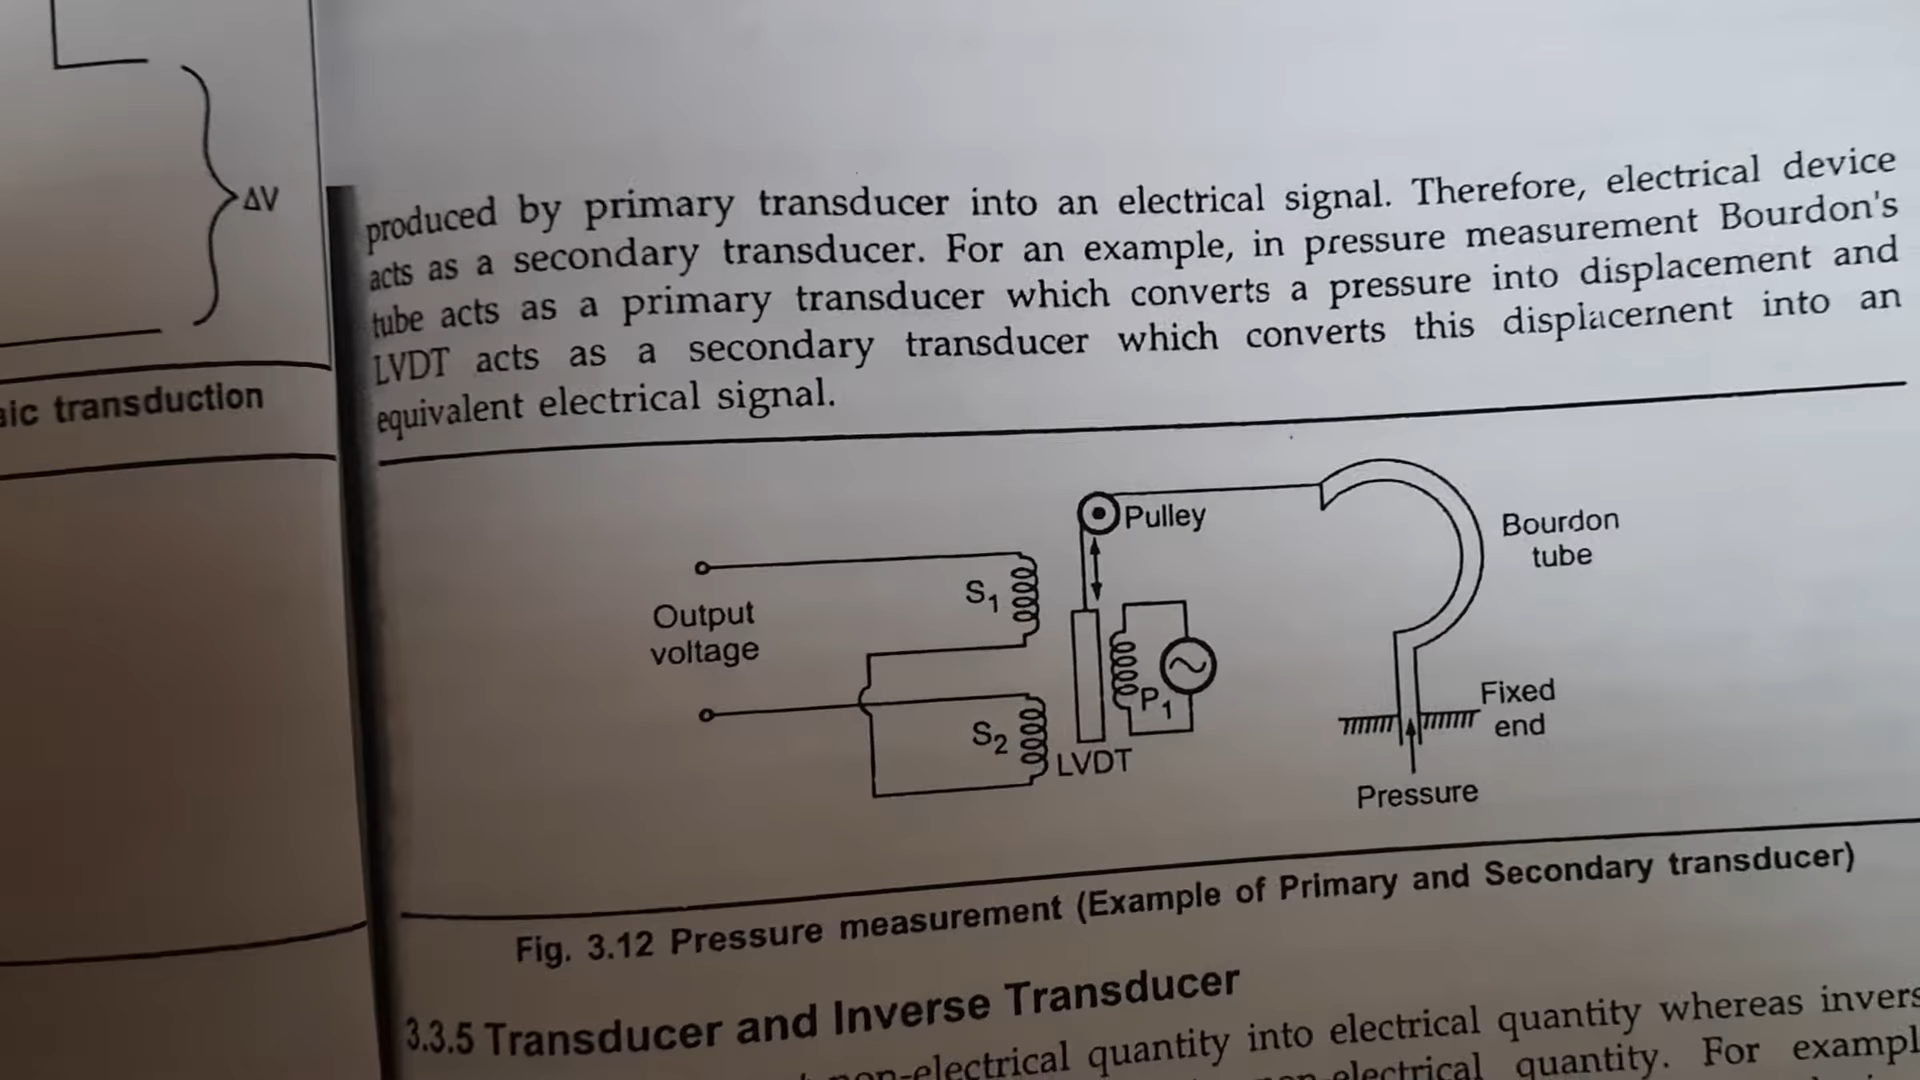 ΔV
transduction
produced by primary transducer into an electrical signal. Therefore, electrical device
acts as a secondary transducer. For an example, in pressure measurement Bourdon's
tube acts as a primary transducer which converts a pressure into displacement and
LVDT acts as a secondary transducer which converts this displacement into an
equivalent electrical signal.
Pulley
Bourdon
tube
S₁
Output
voltage
P₁
S₂
LVDT
Fixed
end
Pressure
Fig. 3.12 Pressure measurement (Example of Primary and Secondary transducer)
3.3.5 Transducer and Inverse Transducer
non-electrical quantity into electrical quantity whereas
quantity. For